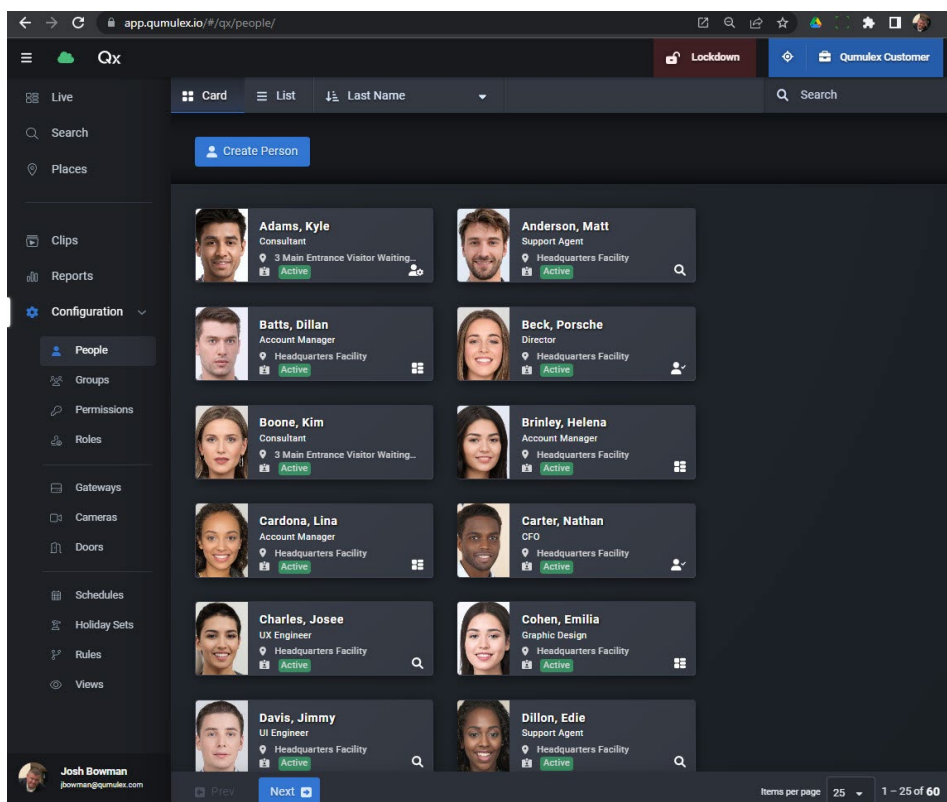 app.qumulex.io/#/qx/people/
Qx
Lockdown
Qumulex Customer
Live
Search
Places
Clips
Reports
Configuration
People
Groups
Permissions
Roles
Gateways
Cameras
Doors
Schedules
Holiday Sets
Rules
Views
Josh Bowman
jbowman@qumulex.com
Card
List
Last Name
Search
Create Person
Adams, Kyle
Consultant
3 Main Entrance Visitor Waiting...
Active
Anderson, Matt
Support Agent
Headquarters Facility
Active
Batts, Dillan
Account Manager
Headquarters Facility
Active
Beck, Porsche
Director
Headquarters Facility
Active
Boone, Kim
Consultant
3 Main Entrance Visitor Waiting...
Active
Brinley, Helena
Account Manager
Headquarters Facility
Active
Cardona, Lina
Account Manager
Headquarters Facility
Active
Carter, Nathan
CFO
Headquarters Facility
Active
Charles, Josee
UX Engineer
Headquarters Facility
Active
Cohen, Emilia
Graphic Design
Headquarters Facility
Active
Davis, Jimmy
UI Engineer
Headquarters Facility
Active
Dillon, Edie
Support Agent
Headquarters Facility
Active
Prev
Next
Items per page
25
1 – 25 of 60